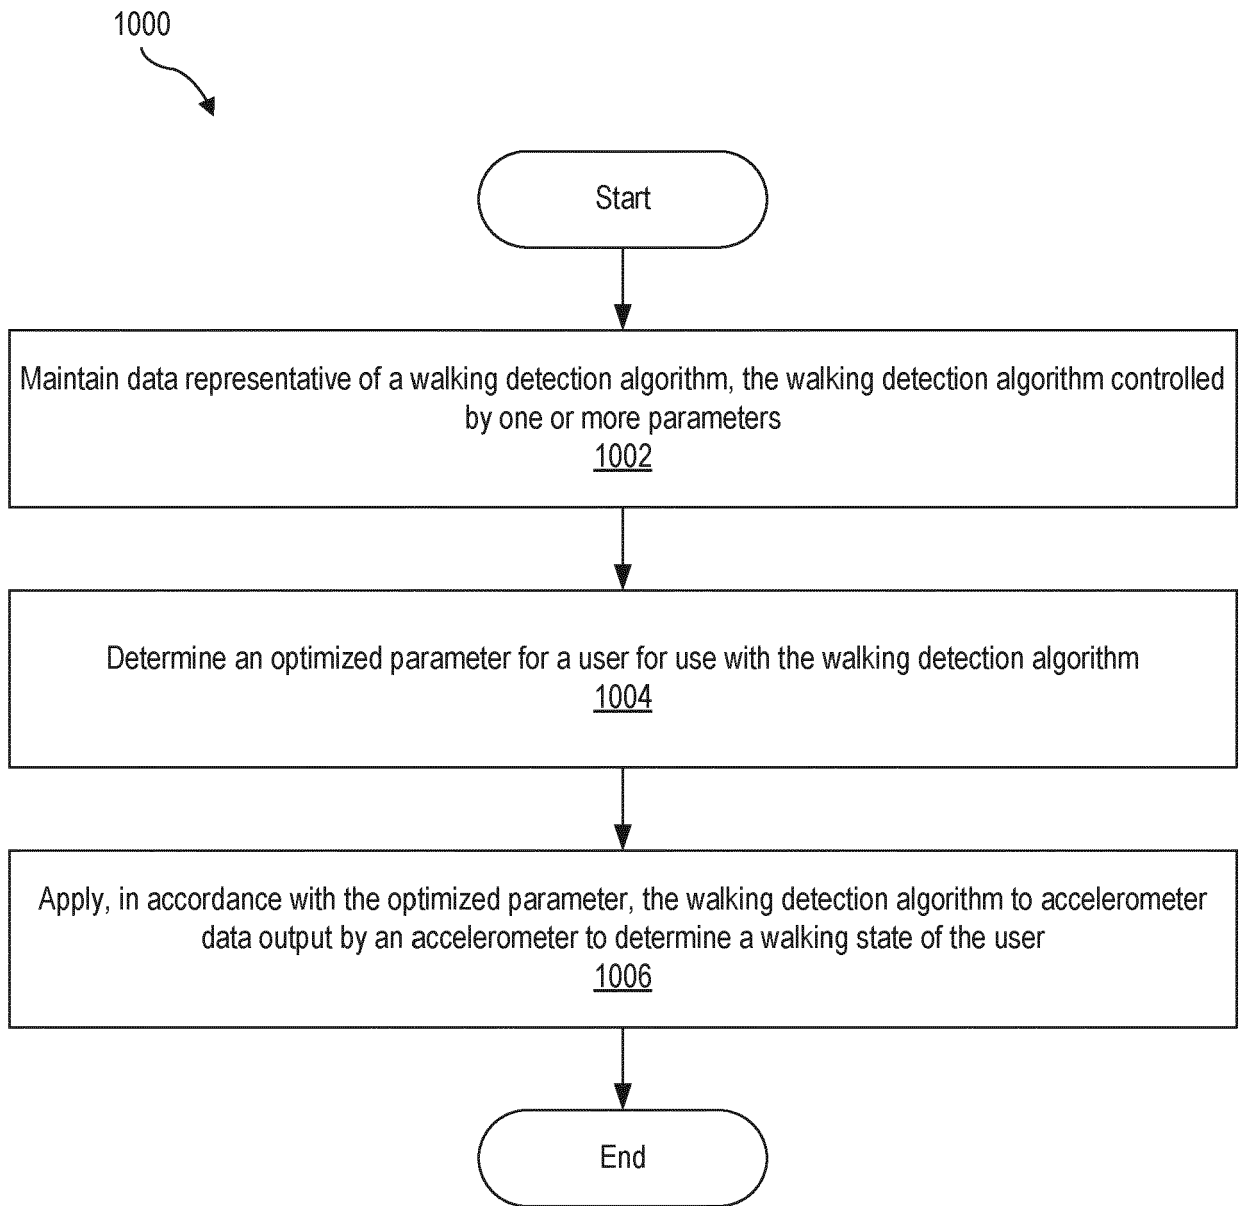 1000
Start
Maintain data representative of a walking detection algorithm, the walking detection algorithm controlled
by one or more parameters
1002
Determine an optimized parameter for a user for use with the walking detection algorithm
1004
Apply, in accordance with the optimized parameter, the walking detection algorithm to accelerometer
data output by an accelerometer to determine a walking state of the user
1006
End